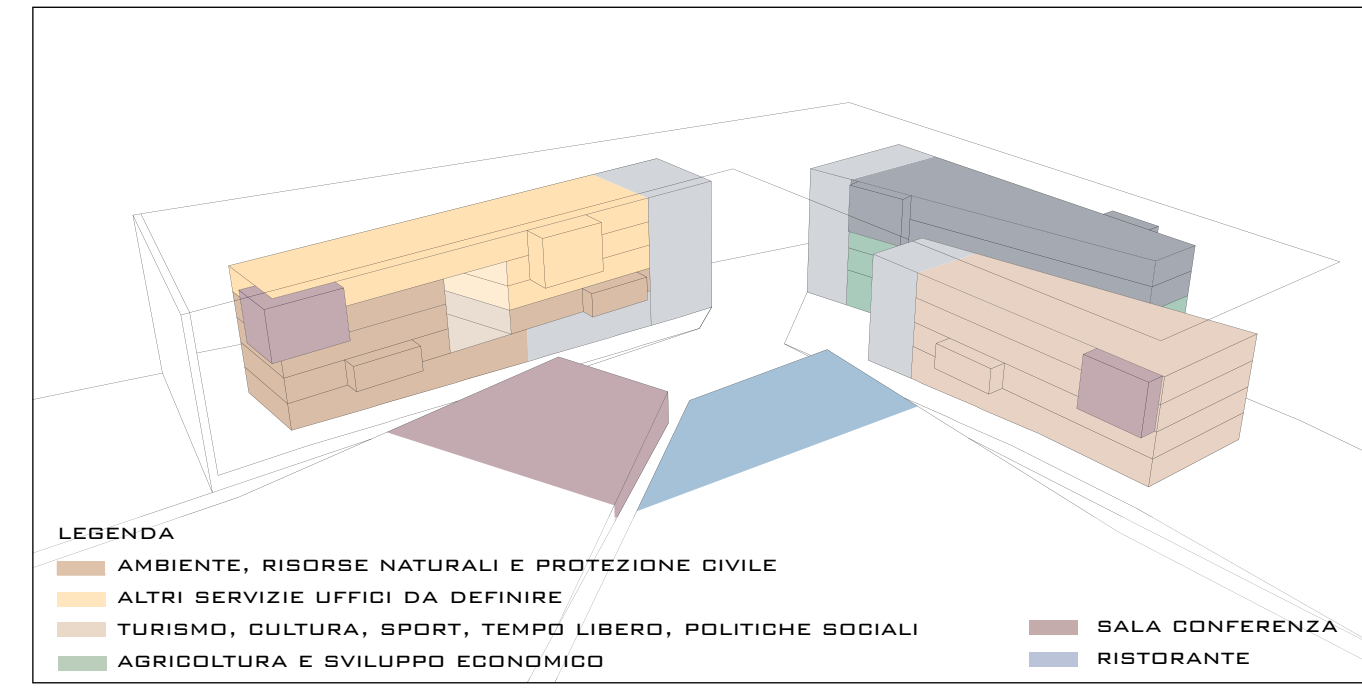 LEGENDA
AMBIENTE, RISORSE NATURALI E PROTEZIONE CIVILE
ALTRI SERVIZIE UFFICI DA DEFINIRE
TURISMO, CULTURA, SPORT, TEMPO LIBERO, POLITICHE SOCIALI
AGRICOLTURA E SVILUPPO ECONOMICO
SALA CONFERENZA
RISTORANTE